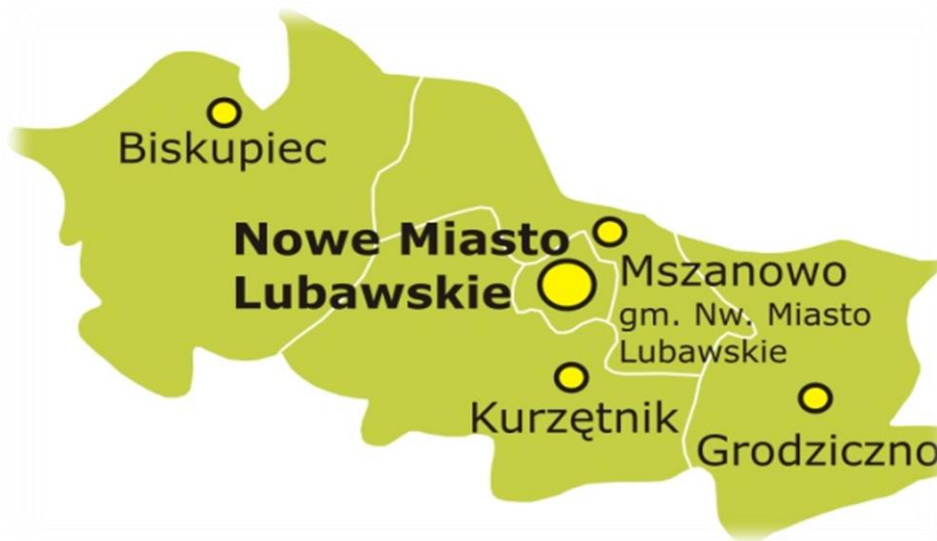 Biskupiec
Nowe Miasto
Lubawskie
Mszanowo
gm. Nw. Miasto
Lubawskie
Kurzętnik
Grodziczno